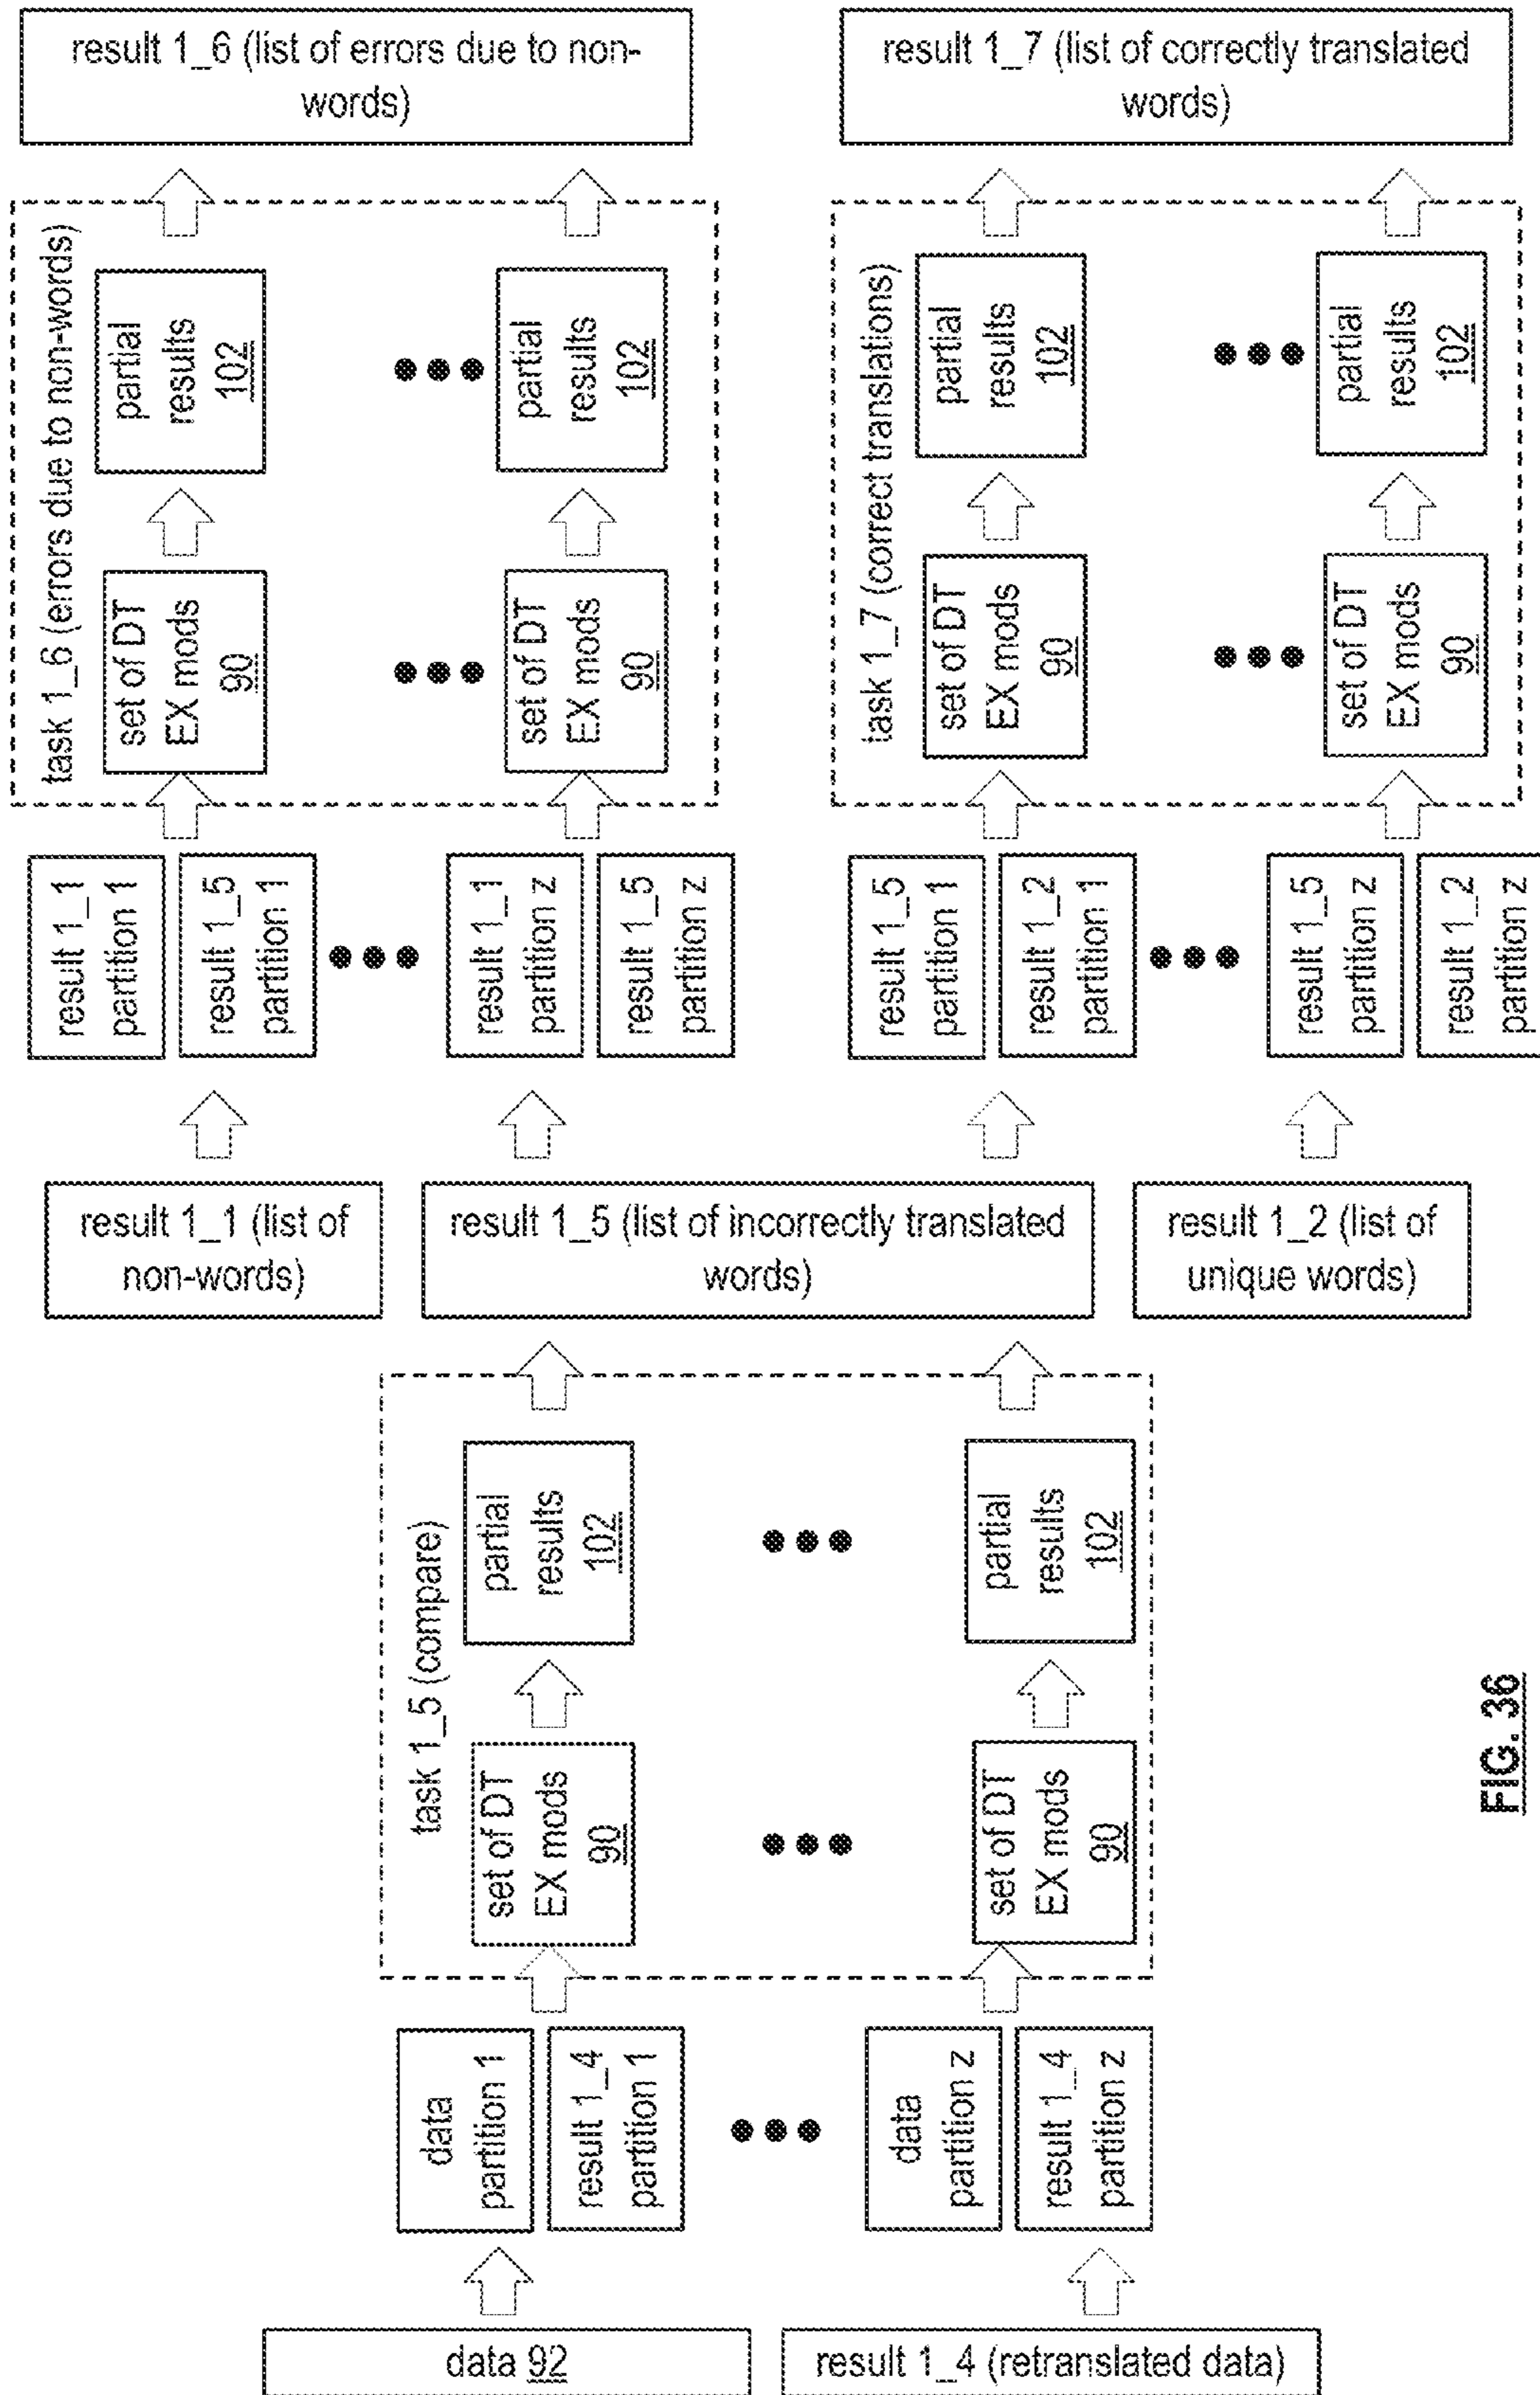 data 92
result 1_4 (retranslated data)
data
partition 1
result 1_4
partition 1
data
partition z
result 1_4
partition z
task 1_5 (compare)
set of DT
EX mods
90
partial
results
102
set of DT
EX mods
90
partial
results
102
result 1_1 (list of
non-words)
result 1_5 (list of incorrectly translated
words)
result 1_2 (list of
unique words)
result 1_1
partition 1
result 1_5
partition 1
result 1_1
partition z
result 1_5
partition z
task 1_6 (errors due to non-words)
set of DT
EX mods
90
partial
results
102
set of DT
EX mods
90
partial
results
102
result 1_6 (list of errors due to non-
words)
result 1_5
partition 1
result 1_2
partition 1
result 1_5
partition z
result 1_2
partition z
task 1_7 (correct translations)
set of DT
EX mods
90
partial
results
102
set of DT
EX mods
90
partial
results
102
result 1_7 (list of correctly translated
words)
FIG. 36